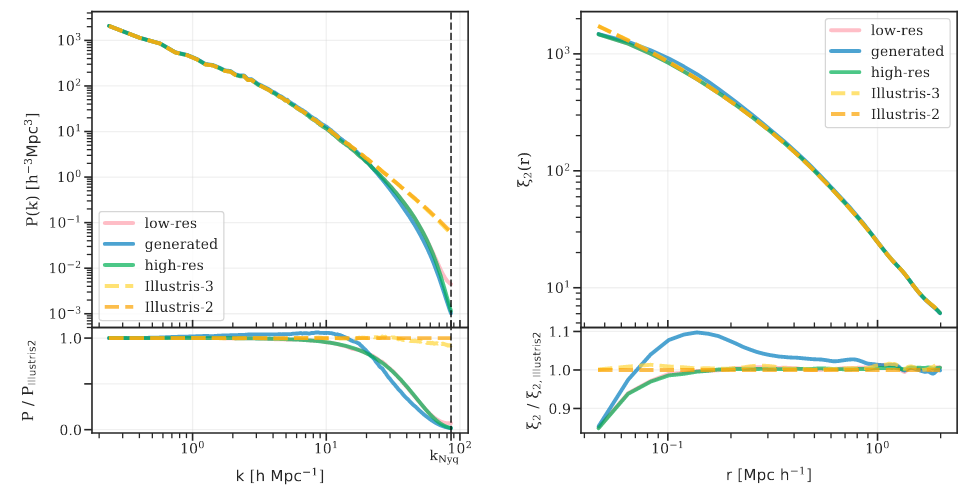 10³
10²
10¹
10⁰
10⁻¹
10⁻²
10⁻³
P(k) [h⁻³Mpc³]
low-res
generated
high-res
Illustris-3
Illustris-2
1.0
0.0
P / P_Illustris2
10⁰
10¹
10²
k_Nyq
k [h Mpc⁻¹]
10³
10²
10¹
ξ₂(r)
low-res
generated
high-res
Illustris-3
Illustris-2
1.1
1.0
0.9
ξ₂ / ξ₂, Illustris2
10⁻¹
10⁰
r [Mpc h⁻¹]